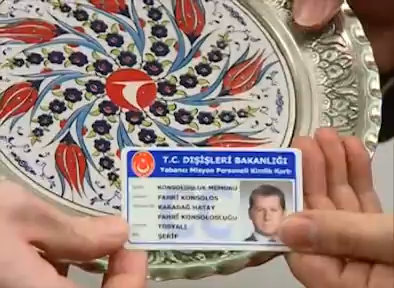 T.C. DIŞİŞLERİ BAKANLIĞI
Yabancı Misyon Personeli Kimlik Kartı
KONSOLOSLUK MEMURU
FAHRİ KONSOLOS
KARADAĞ HATAY
FAHRİ KONSOLOSLUĞU
TOSYALI
ŞERİF